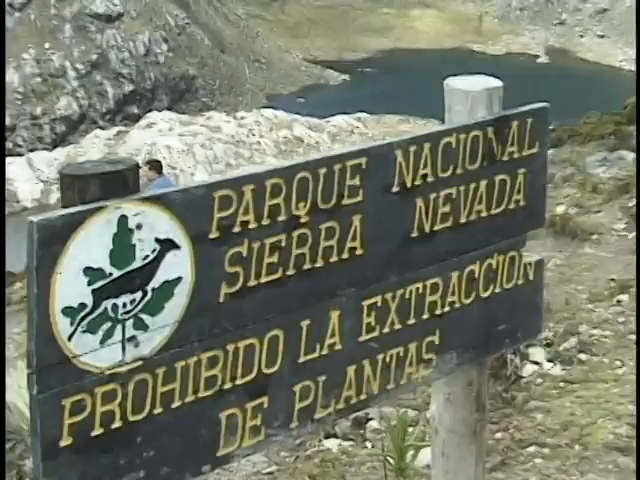 PARQUE NACIONAL
SIERRA NEVADA
PROHIBIDO LA EXTRACCION
DE PLANTAS